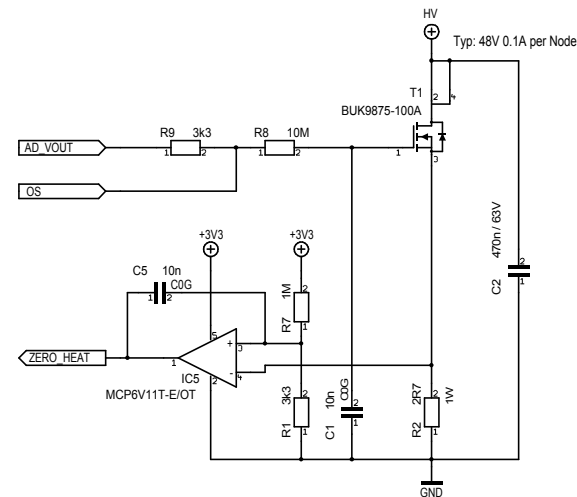 HV
Typ: 48V 0.1A per Node
T1
2
4
BUK9875-100A
1
3
R9
3k3
R8
10M
AD_VOUT
1
2
1
2
OS
470n / 63V
2
1
C2
+3V3
+3V3
C5
10n
C0G
1
2
1M
2
1
R7
5
+
3
-
4
1
2
ZERO_HEAT
IC5
MCP6V11T-E/OT
3k3
2
1
R1
10n
C0G
2
1
C1
2R7
1W
2
1
R2
GND